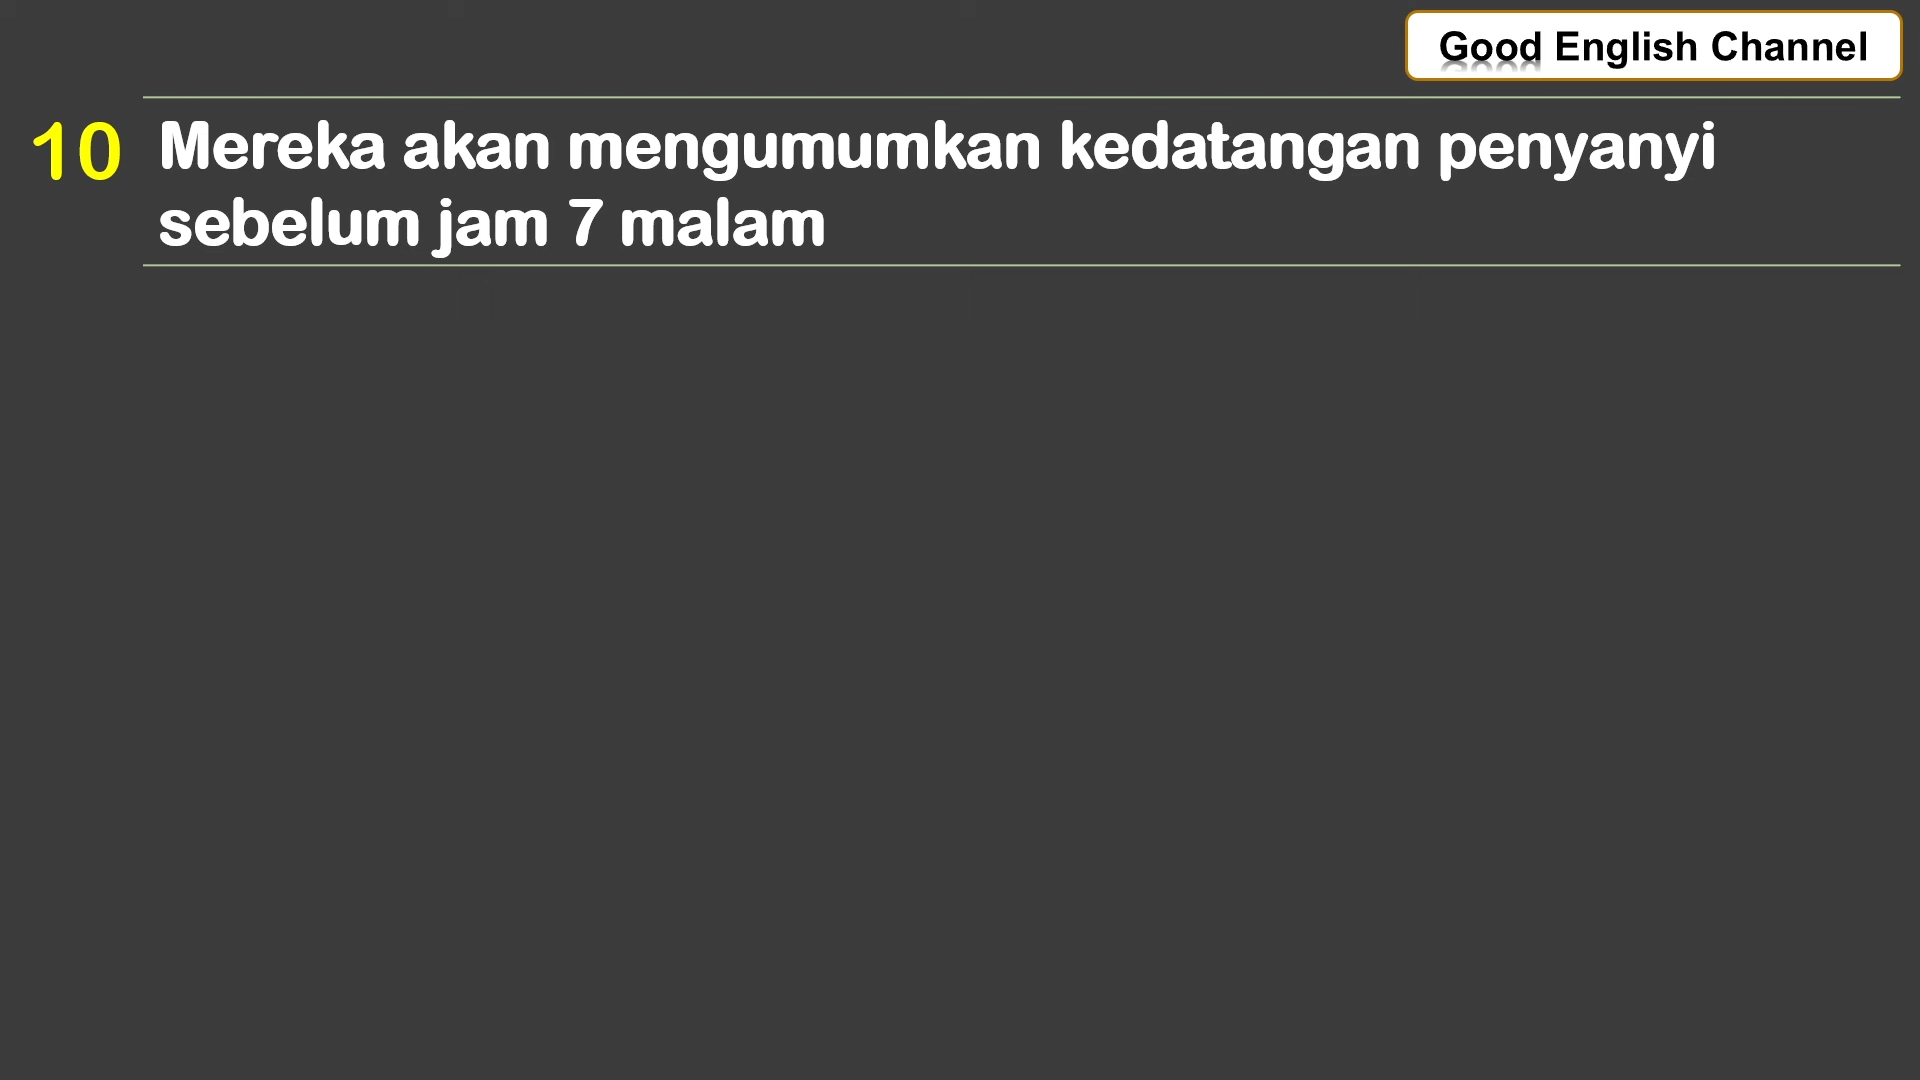 Good English Channel
10 Mereka akan mengumumkan kedatangan penyanyi
sebelum jam 7 malam